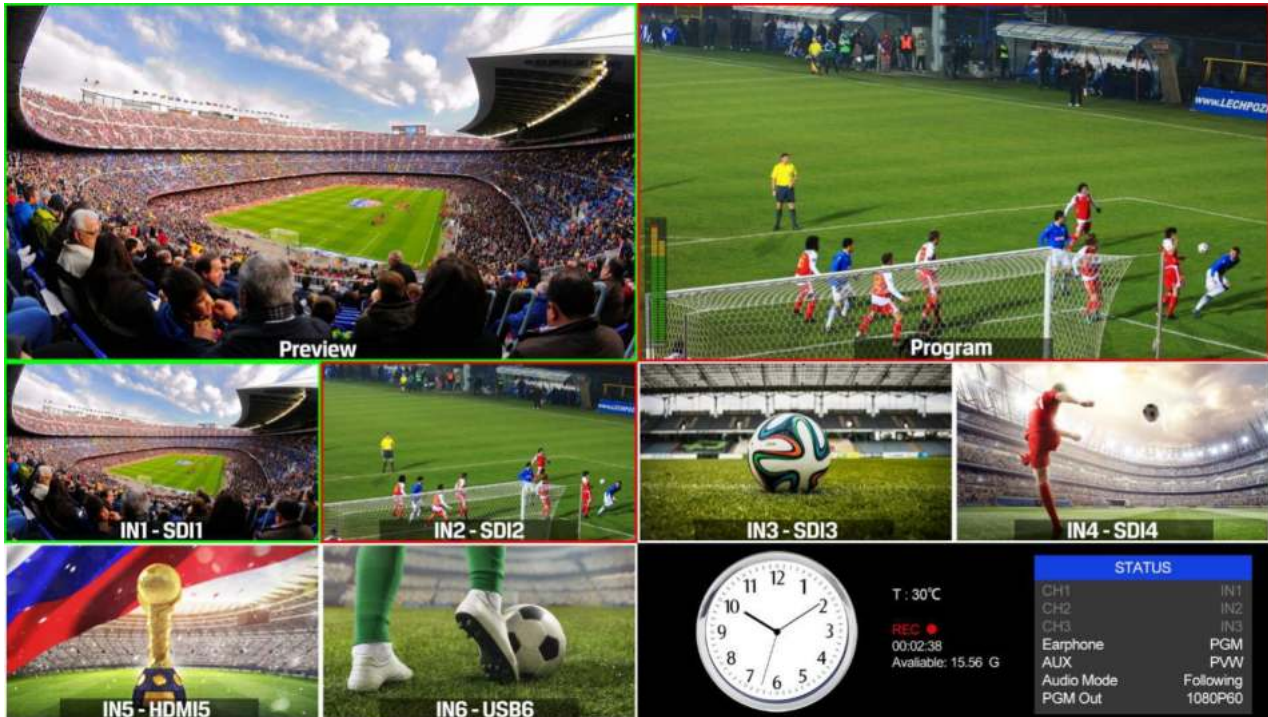 WWW.LECHPOZ
Preview
Program
IN1 - SDI1
IN2 - SDI2
IN3 - SDI3
IN4 - SDI4
IN5 - HDMI5
IN6 - USB6
12
1
2
3
4
5
6
7
8
9
10
11
T : 30℃
REC
00:02:38
Avaliable: 15.56 G
STATUS
CH1 IN1
CH2 IN2
CH3 IN3
Earphone PGM
AUX PVW
Audio Mode Following
PGM Out 1080P60